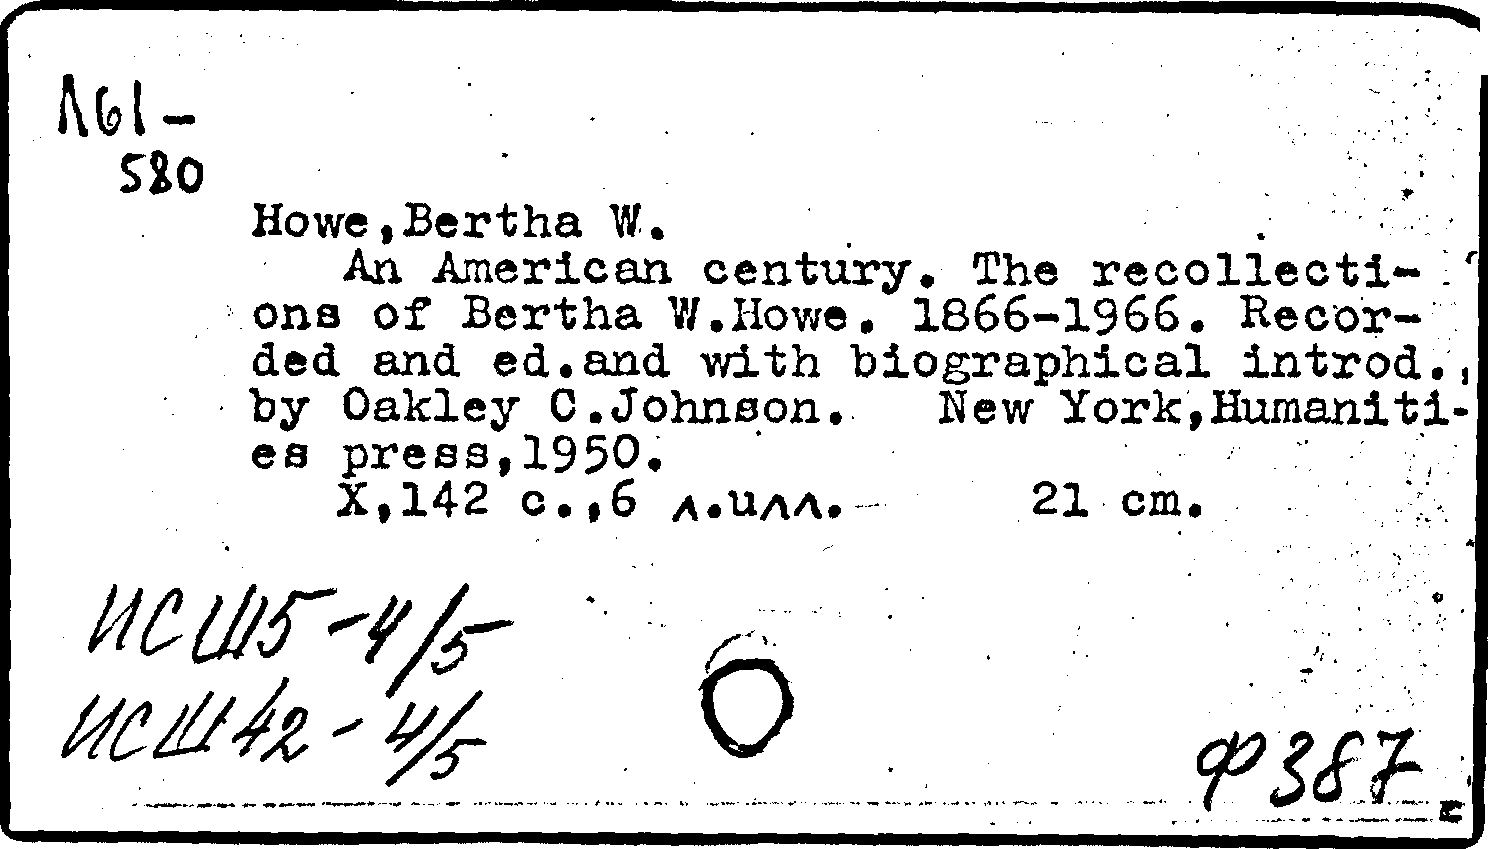 Л61-
580
Howe,Bertha W.
An American century. The recollecti-
ons of Bertha W.Howe. 1866-1966. Recor-
ded and ed.and with biographical introd.,
by Oakley C.Johnson. New York,Humaniti-
es press,1950.
X,142 c.,6 л.илл. 21 cm.
ИСШ5-4/5
ИСШ42-4/5
Ф387